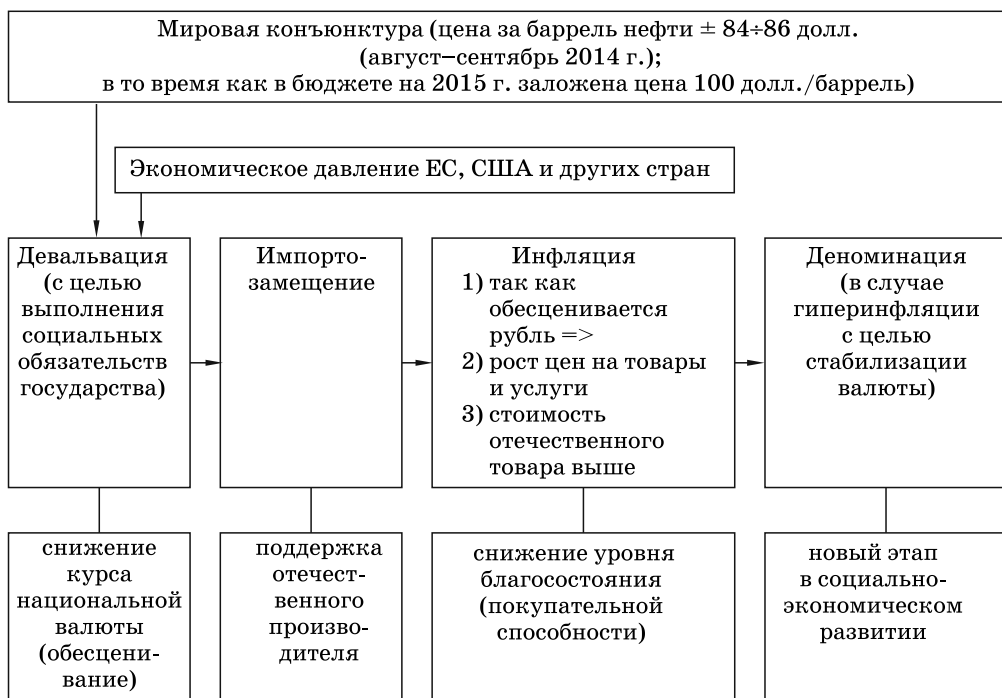 Мировая конъюнктура (цена за баррель нефти ± 84÷86 долл.
(август–сентябрь 2014 г.);
в то время как в бюджете на 2015 г. заложена цена 100 долл./баррель)
Экономическое давление ЕС, США и других стран
Девальвация
(с целью
выполнения
социальных
обязательств
государства)
Импорто-
замещение
Инфляция
1) так как
обесценивается
рубль =>
2) рост цен на товары
и услуги
3) стоимость
отечественного
товара выше
Деноминация
(в случае
гиперинфляции
с целью
стабилизации
валюты)
снижение
курса
национальной
валюты
(обесцени-
вание)
поддержка
отечест-
венного
произво-
дителя
снижение уровня
благосостояния
(покупательной
способности)
новый этап
в социально-
экономическом
развитии